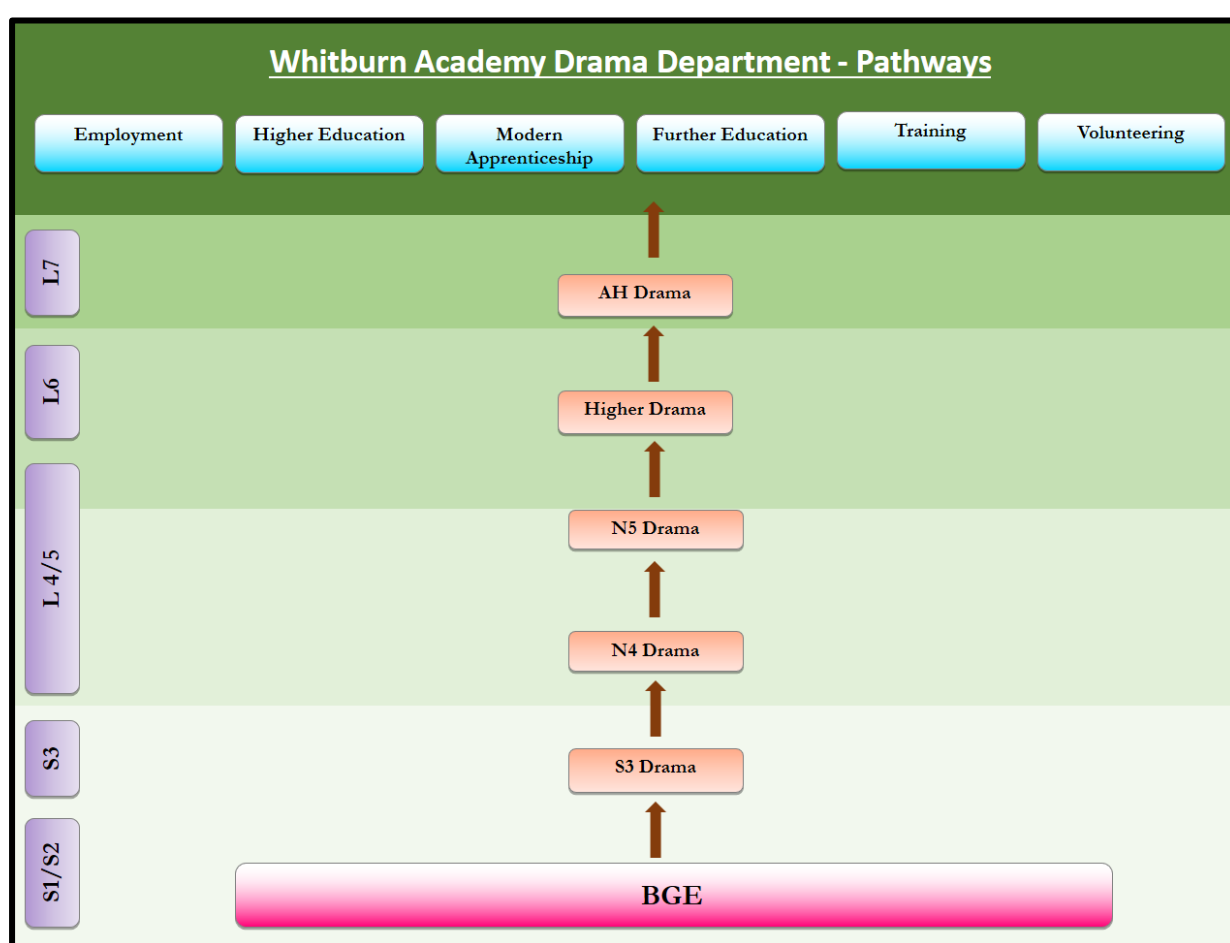 Whitburn Academy Drama Department - Pathways
Employment
Higher Education
Modern
Apprenticeship
Further Education
Training
Volunteering
L7
AH Drama
L6
Higher Drama
L 4/5
N5 Drama
N4 Drama
S3
S3 Drama
S1/S2
BGE